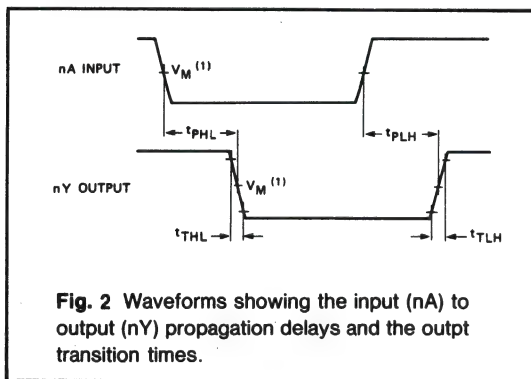 nA INPUT
VM(1)
tPHL
tPLH
nY OUTPUT
VM(1)
tTHL
tTLH
Fig. 2 Waveforms showing the input (nA) to
output (nY) propagation delays and the outpt
transition times.